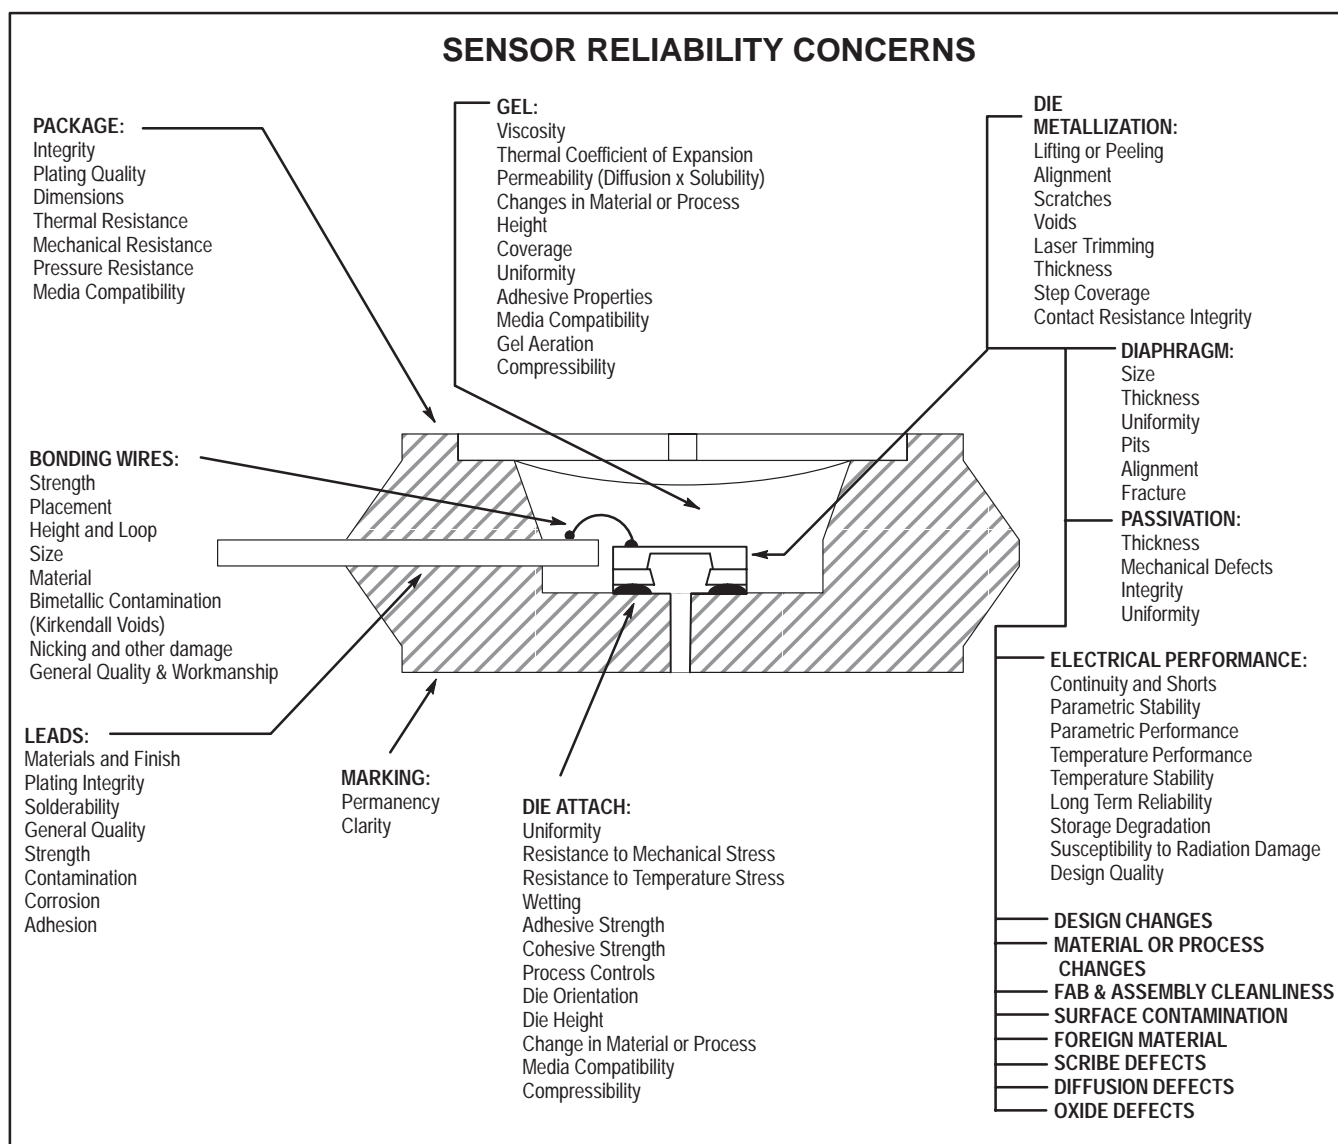 SENSOR RELIABILITY CONCERNS
PACKAGE:
Integrity
Plating Quality
Dimensions
Thermal Resistance
Mechanical Resistance
Pressure Resistance
Media Compatibility
GEL:
Viscosity
Thermal Coefficient of Expansion
Permeability (Diffusion x Solubility)
Changes in Material or Process
Height
Coverage
Uniformity
Adhesive Properties
Media Compatibility
Gel Aeration
Compressibility
DIE
METALLIZATION:
Lifting or Peeling
Alignment
Scratches
Voids
Laser Trimming
Thickness
Step Coverage
Contact Resistance Integrity
DIAPHRAGM:
Size
Thickness
Uniformity
Pits
Alignment
Fracture
PASSIVATION:
Thickness
Mechanical Defects
Integrity
Uniformity
BONDING WIRES:
Strength
Placement
Height and Loop
Size
Material
Bimetallic Contamination
(Kirkendall Voids)
Nicking and other damage
General Quality & Workmanship
LEADS:
Materials and Finish
Plating Integrity
Solderability
General Quality
Strength
Contamination
Corrosion
Adhesion
MARKING:
Permanency
Clarity
DIE ATTACH:
Uniformity
Resistance to Mechanical Stress
Resistance to Temperature Stress
Wetting
Adhesive Strength
Cohesive Strength
Process Controls
Die Orientation
Die Height
Change in Material or Process
Media Compatibility
Compressibility
ELECTRICAL PERFORMANCE:
Continuity and Shorts
Parametric Stability
Parametric Performance
Temperature Performance
Temperature Stability
Long Term Reliability
Storage Degradation
Susceptibility to Radiation Damage
Design Quality
DESIGN CHANGES
MATERIAL OR PROCESS
CHANGES
FAB & ASSEMBLY CLEANLINESS
SURFACE CONTAMINATION
FOREIGN MATERIAL
SCRIBE DEFECTS
DIFFUSION DEFECTS
OXIDE DEFECTS